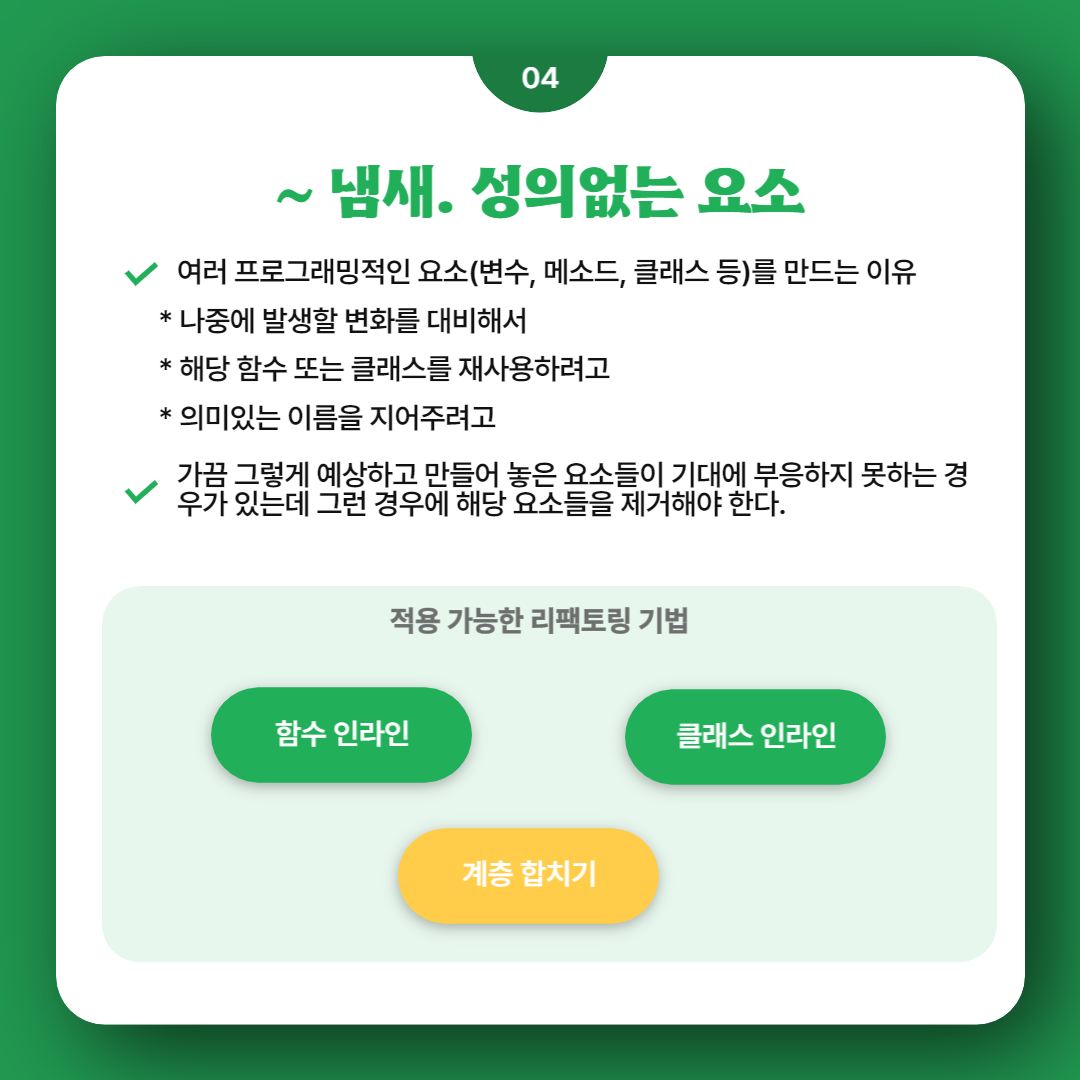 04
~ 냄새. 성의없는 요소
여러 프로그래밍적인 요소(변수, 메소드, 클래스 등)를 만드는 이유
* 나중에 발생할 변화를 대비해서
* 해당 함수 또는 클래스를 재사용하려고
* 의미있는 이름을 지어주려고
가끔 그렇게 예상하고 만들어 놓은 요소들이 기대에 부응하지 못하는 경
우가 있는데 그런 경우에 해당 요소들을 제거해야 한다.
적용 가능한 리팩토링 기법
함수 인라인
클래스 인라인
계층 합치기